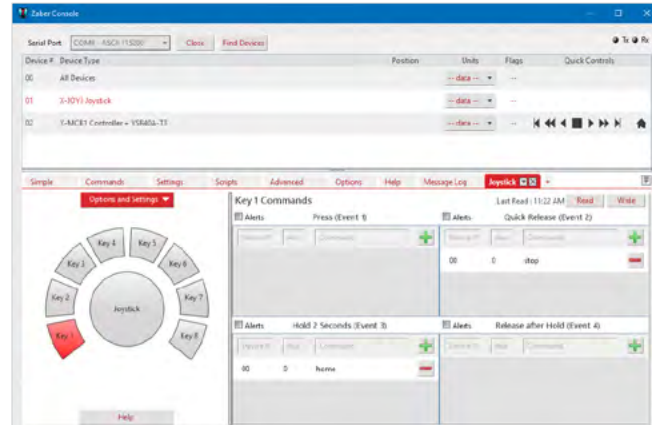 Zaber Console
Serial Port COM8 - ASCII (115200 Close Find Devices Tx Rx
Device # Device Type Position Units Flags Quick Controls
00 All Devices -- data -- --
01 X-JOY3 Joystick -- data -- --
02 X-MCB1 Controller + VSR40A-T3 -- data -- --
Simple Commands Settings Scripts Advanced Options Help Message Log Joystick
Options and Settings Key 1 Commands Last Read: 11:22 AM Read Write
Alerts Press (Event 1) Alerts Quick Release (Event 2)
Key 4 Key 5 Command Command
Key 3 Key 6 00 0 stop
Key 2 Joystick Key 7
Key 1 Key 8
Alerts Hold 2 Seconds (Event 3) Alerts Release after Hold (Event 4)
Command Command
00 0 home
Help